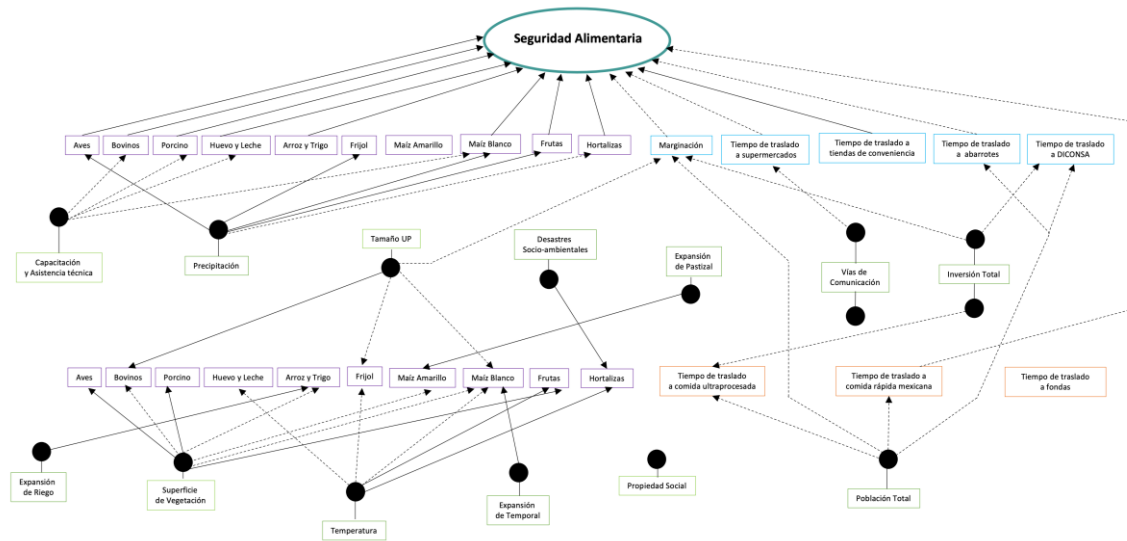 Seguridad Alimentaria
Aves
Bovinos
Porcino
Huevo y Leche
Arroz y Trigo
Frijol
Maíz Amarillo
Maíz Blanco
Frutas
Hortalizas
Marginación
Tiempo de traslado
a supermercados
Tiempo de traslado a
tiendas de conveniencia
Tiempo de traslado
a abarrotes
Tiempo de traslado
a DICONSA
Capacitación
y Asistencia técnica
Precipitación
Tamaño UP
Desastres
Socio-ambientales
Expansión
de Pastizal
Vías de
Comunicación
Inversión Total
Aves
Bovinos
Porcino
Huevo y Leche
Arroz y Trigo
Frijol
Maíz Amarillo
Maíz Blanco
Frutas
Hortalizas
Tiempo de traslado
a comida ultraprocesada
Tiempo de traslado a
comida rápida mexicana
Tiempo de traslado
a fondas
Expansión
de Riego
Superficie
de Vegetación
Temperatura
Expansión
de Temporal
Propiedad Social
Población Total